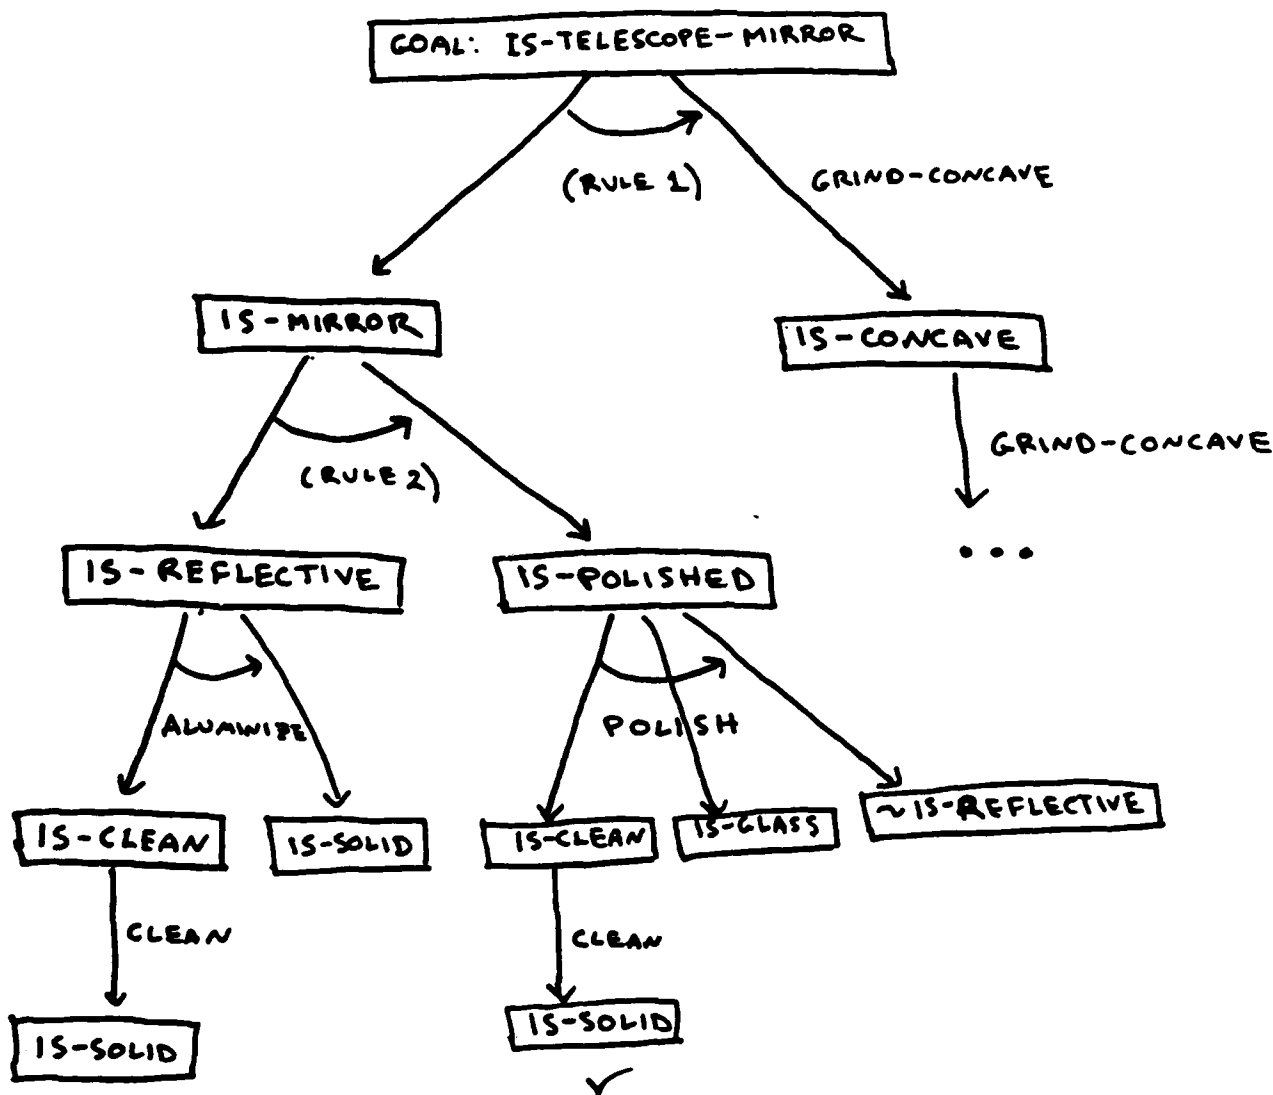 GOAL: IS-TELESCOPE-MIRROR
(RULE 1)
GRIND-CONCAVE
IS-MIRROR
IS-CONCAVE
GRIND-CONCAVE
(RULE 2)
...
IS-REFLECTIVE
IS-POLISHED
ALUMINIZE
POLISH
IS-CLEAN
IS-SOLID
IS-CLEAN
IS-GLASS
~IS-REFLECTIVE
CLEAN
CLEAN
IS-SOLID
IS-SOLID
✓